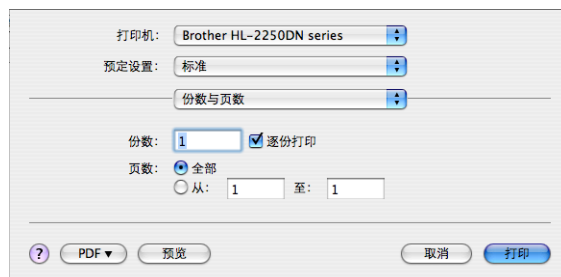 打印机: Brother HL-2250DN series
预定设置: 标准
份数与页数
份数: 1 逐份打印
页数: 全部
从: 1 至: 1
? PDF▼ 预览 取消 打印